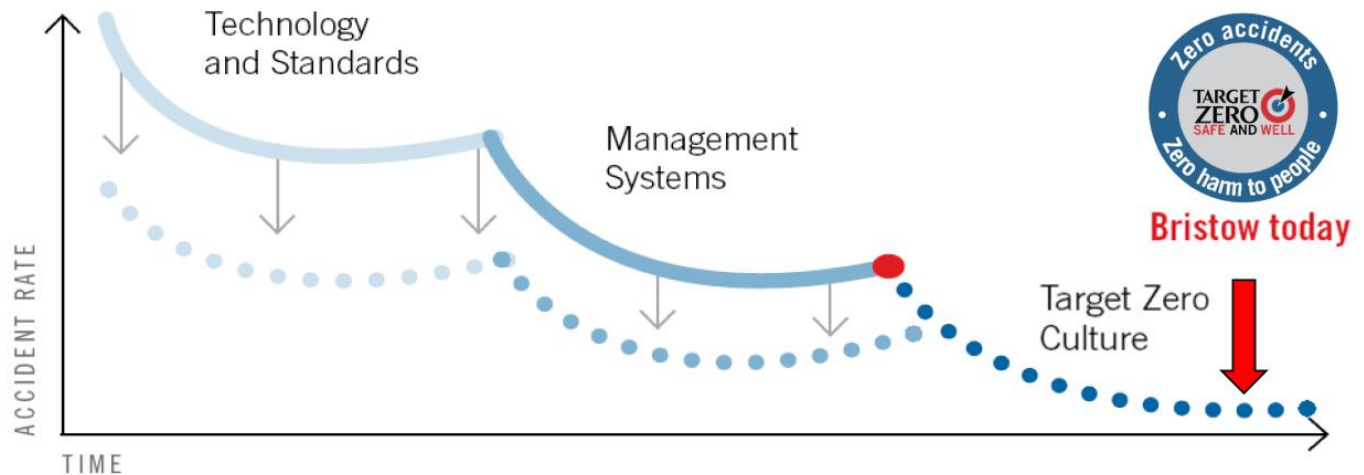 Technology
and Standards
Management
Systems
Zero accidents
TARGET
ZERO
SAFE AND WELL
Zero harm to people
Bristow today
Target Zero
Culture
ACCIDENT RATE
TIME